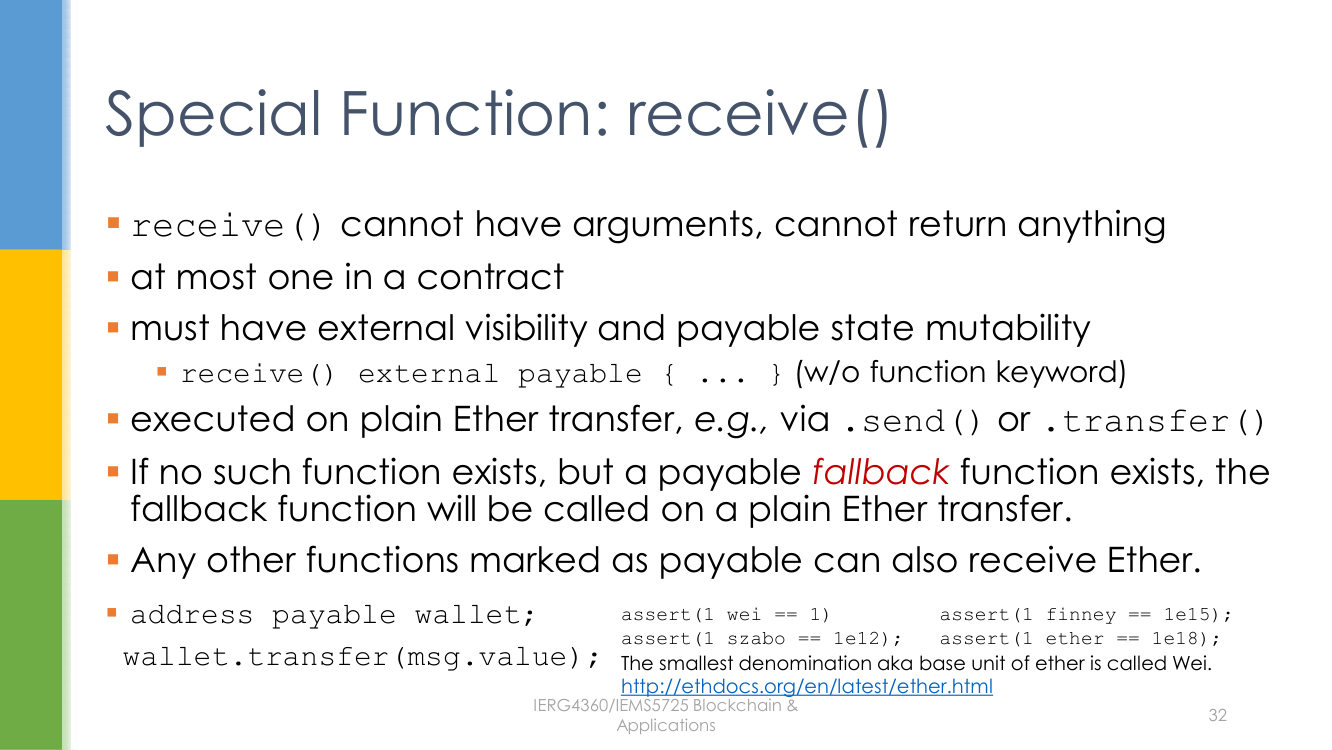 Special Function: receive()
receive() cannot have arguments, cannot return anything
at most one in a contract
must have external visibility and payable state mutability
receive() external payable { ... } (w/o function keyword)
executed on plain Ether transfer, e.g., via .send() or .transfer()
If no such function exists, but a payable fallback function exists, the
fallback function will be called on a plain Ether transfer.
Any other functions marked as payable can also receive Ether.
address payable wallet;
wallet.transfer(msg.value);
assert(1 wei == 1) assert(1 finney == 1e15);
assert(1 szabo == 1e12); assert(1 ether == 1e18);
The smallest denomination aka base unit of ether is called Wei.
http://ethdocs.org/en/latest/ether.html
IERG4360/IEMS5725 Blockchain &
Applications
32